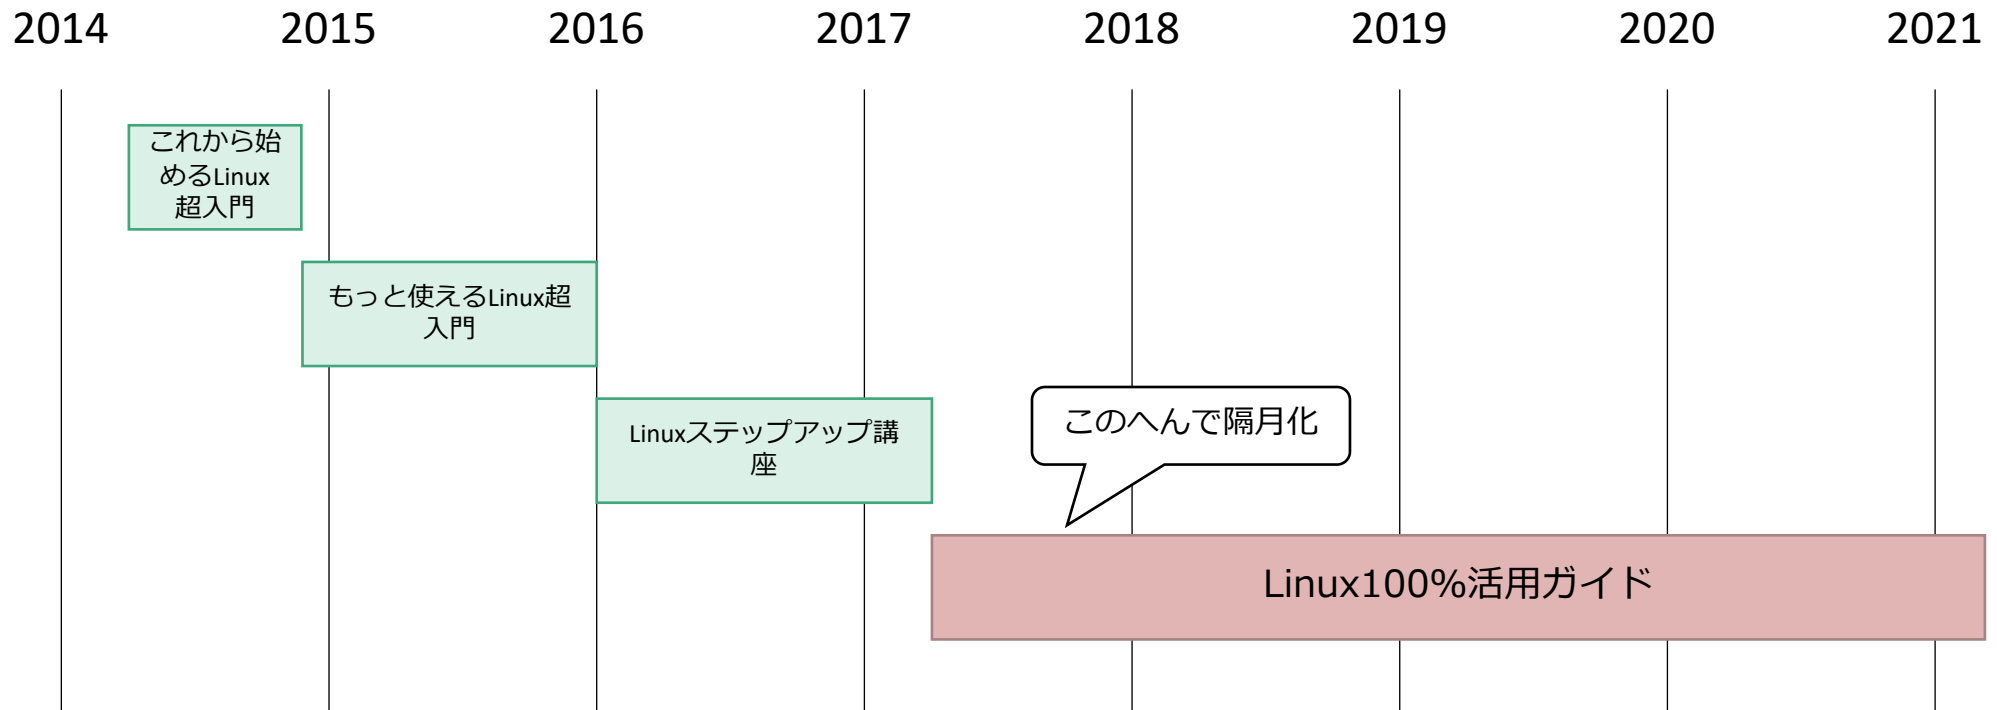 2014 2015 2016 2017 2018 2019 2020 2021
これから始
めるLinux
超入門
もっと使えるLinux超
入門
Linuxステップアップ講
座
このへんで隔月化
Linux100%活用ガイド